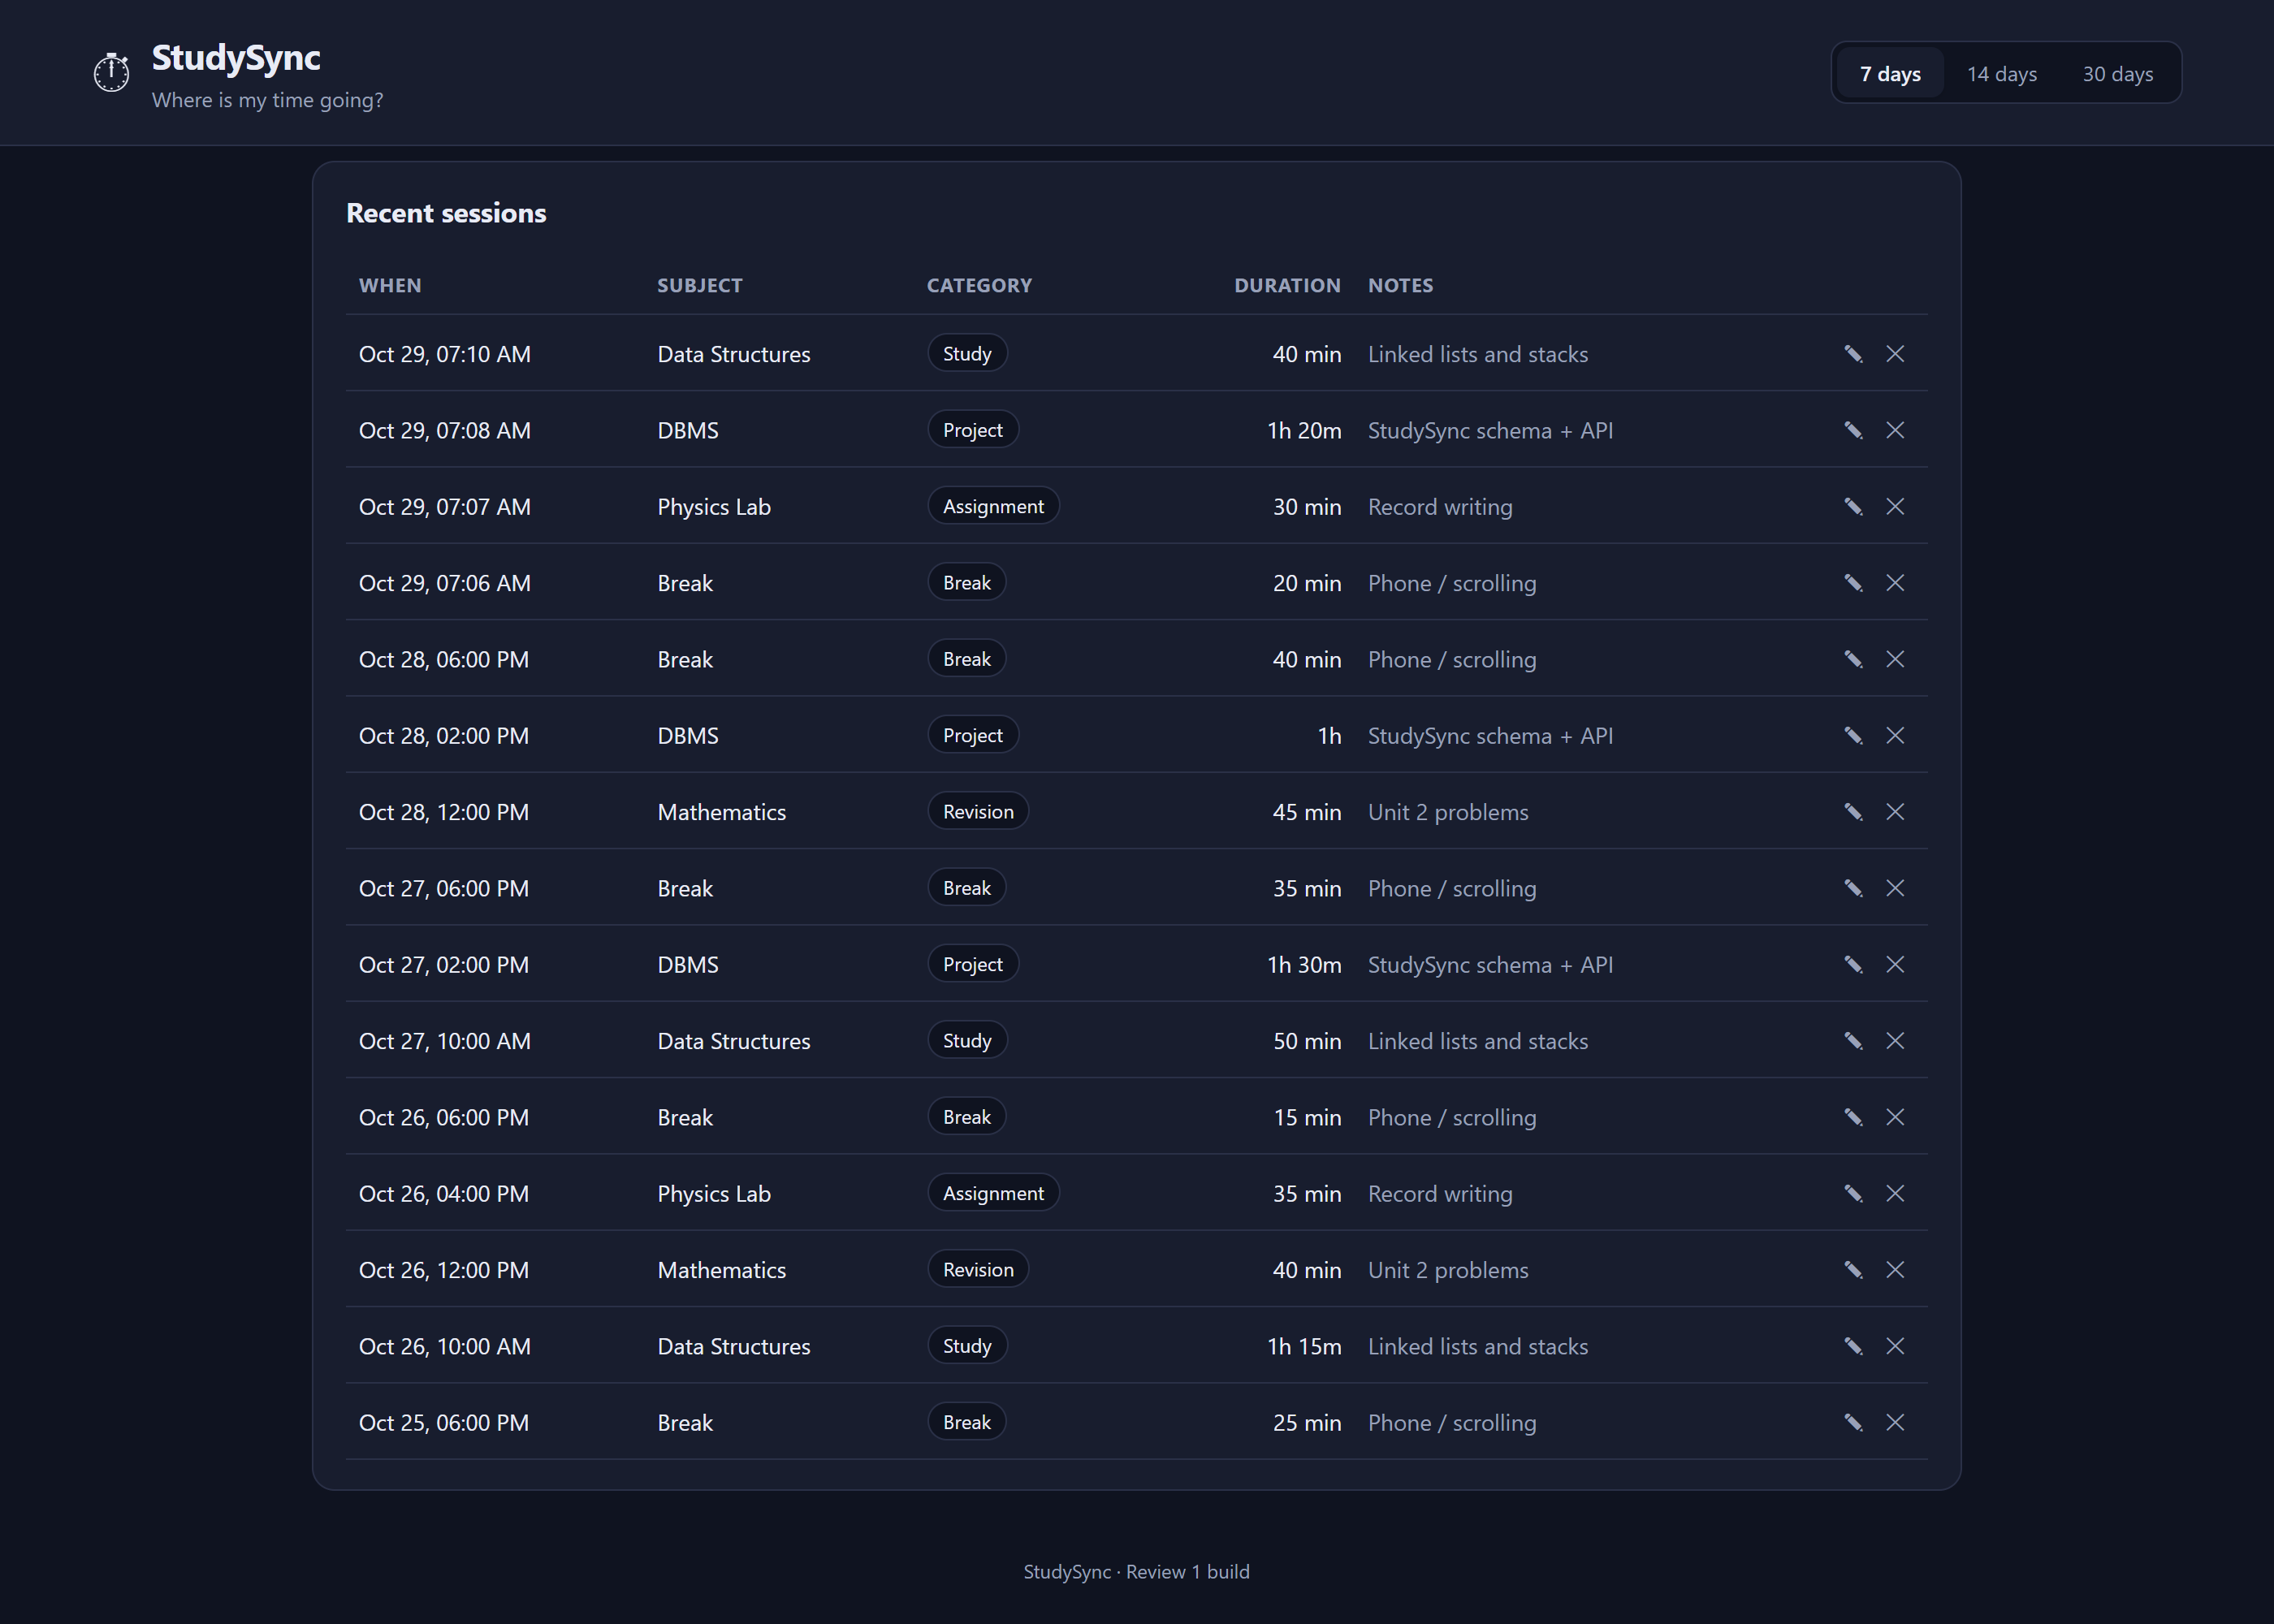 StudySync
Where is my time going?
7 days 14 days 30 days
Recent sessions
WHEN SUBJECT CATEGORY DURATION NOTES
Oct 29, 07:10 AM Data Structures Study 40 min Linked lists and stacks
Oct 29, 07:08 AM DBMS Project 1h 20m StudySync schema + API
Oct 29, 07:07 AM Physics Lab Assignment 30 min Record writing
Oct 29, 07:06 AM Break Break 20 min Phone / scrolling
Oct 28, 06:00 PM Break Break 40 min Phone / scrolling
Oct 28, 02:00 PM DBMS Project 1h StudySync schema + API
Oct 28, 12:00 PM Mathematics Revision 45 min Unit 2 problems
Oct 27, 06:00 PM Break Break 35 min Phone / scrolling
Oct 27, 02:00 PM DBMS Project 1h 30m StudySync schema + API
Oct 27, 10:00 AM Data Structures Study 50 min Linked lists and stacks
Oct 26, 06:00 PM Break Break 15 min Phone / scrolling
Oct 26, 04:00 PM Physics Lab Assignment 35 min Record writing
Oct 26, 12:00 PM Mathematics Revision 40 min Unit 2 problems
Oct 26, 10:00 AM Data Structures Study 1h 15m Linked lists and stacks
Oct 25, 06:00 PM Break Break 25 min Phone / scrolling
StudySync · Review 1 build